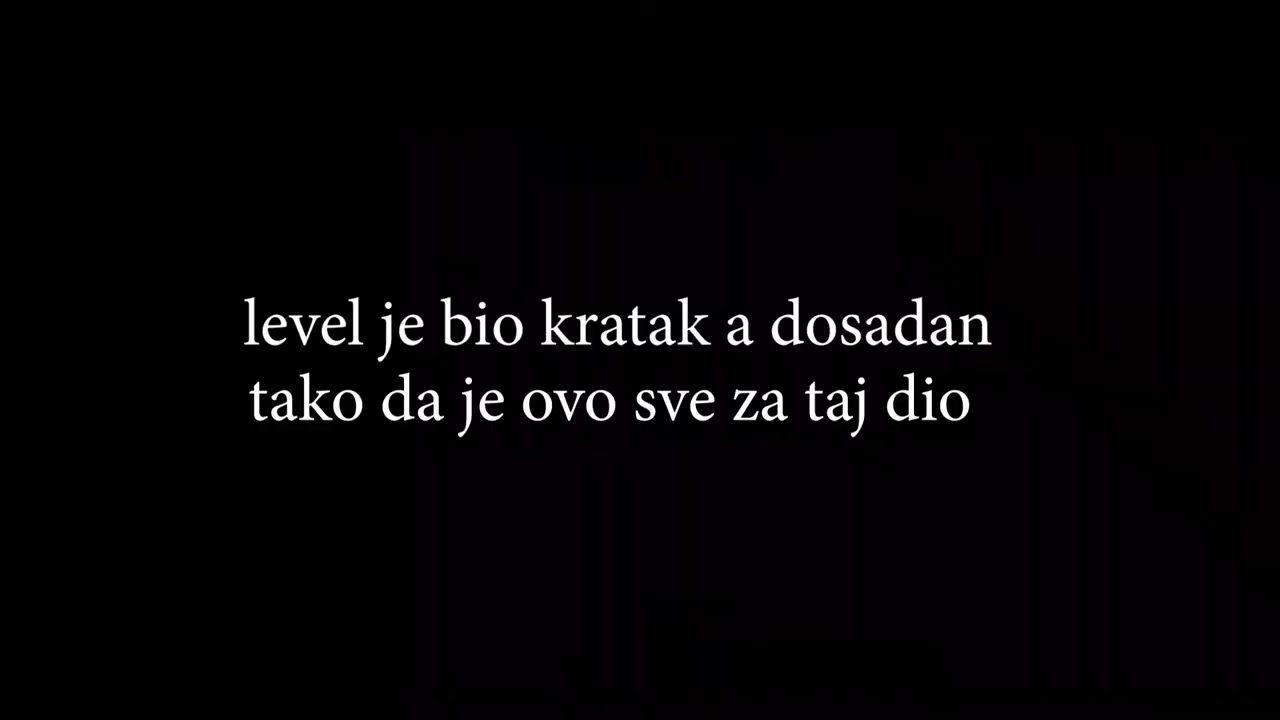 level je bio kratak a dosadan
tako da je ovo sve za taj dio